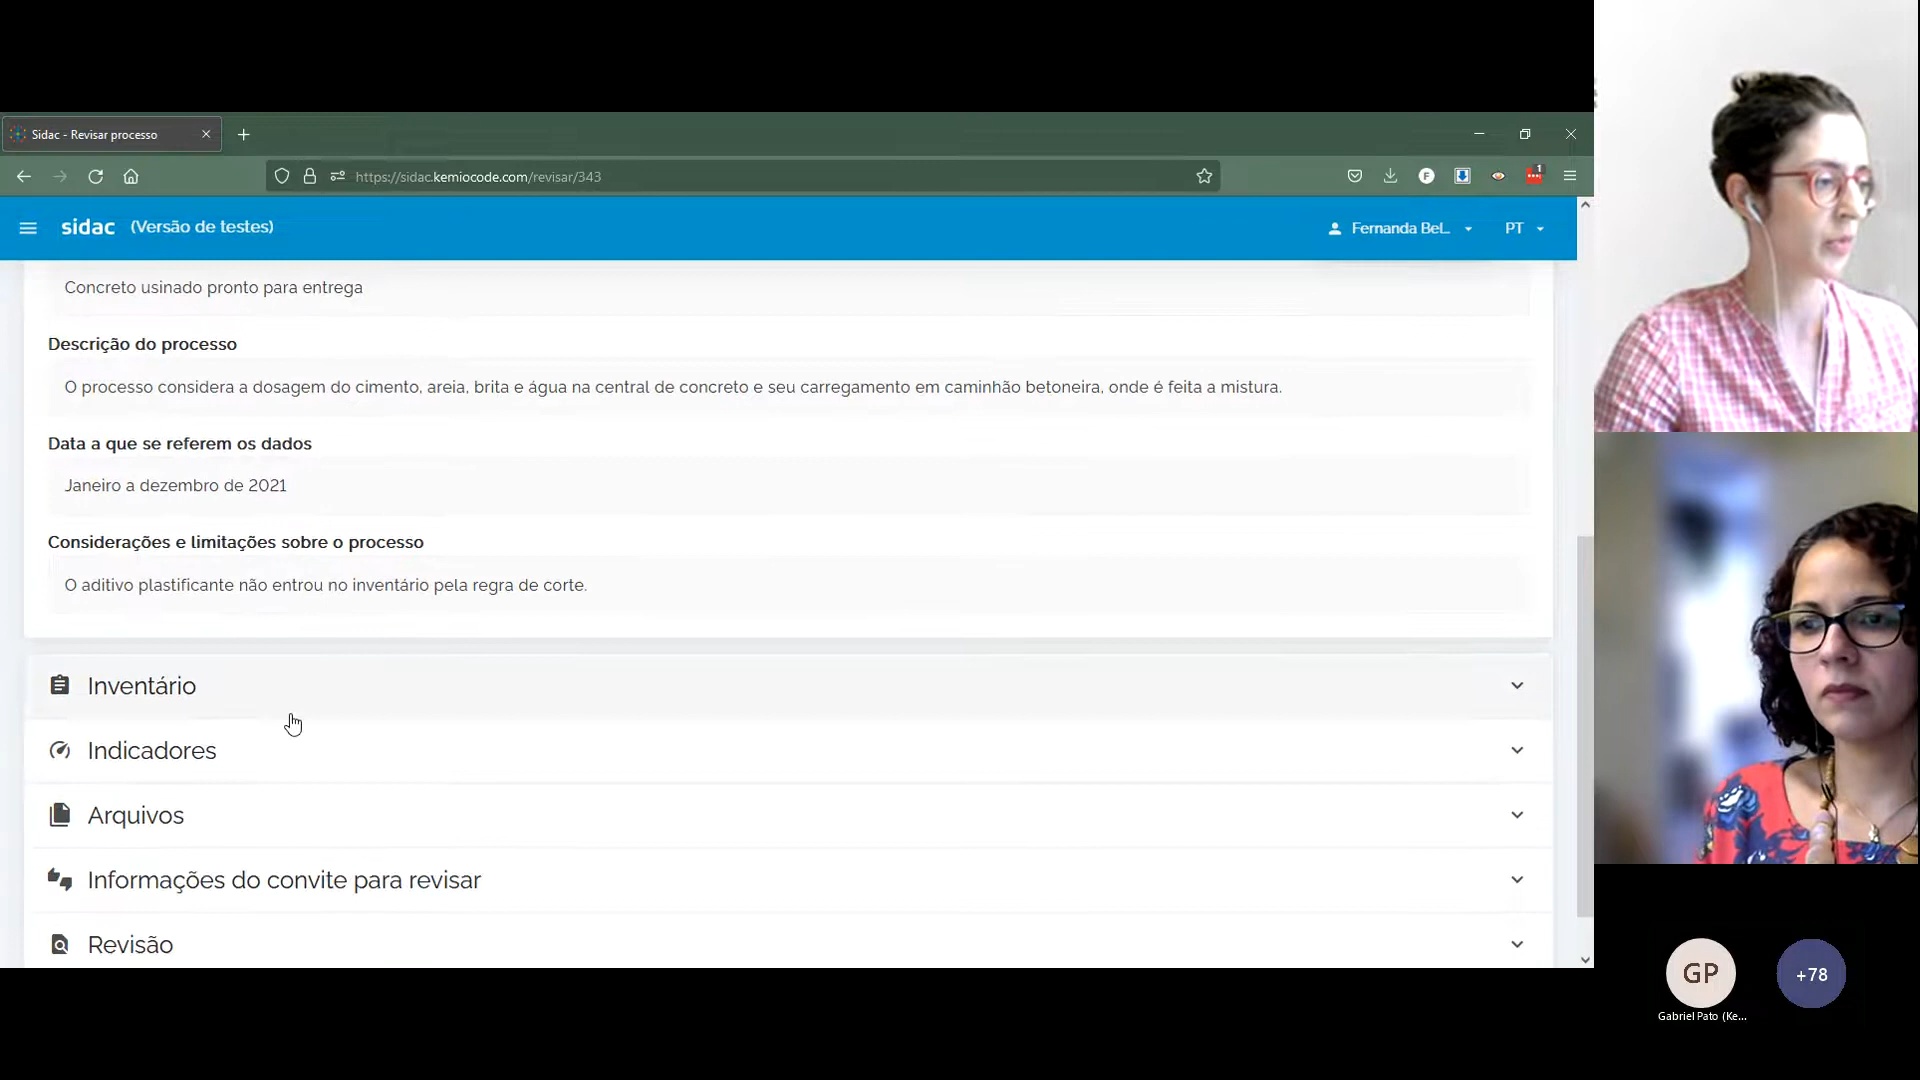 Sidac - Revisar processo
https://sidac.kemiocode.com/revisar/343
1
F
sidac (Versão de testes)
Fernanda Bel...
PT
Concreto usinado pronto para entrega
Descrição do processo
O processo considera a dosagem do cimento, areia, brita e água na central de concreto e seu carregamento em caminhão betoneira, onde é feita a mistura.
Data a que se referem os dados
Janeiro a dezembro de 2021
Considerações e limitações sobre o processo
O aditivo plastificante não entrou no inventário pela regra de corte.
Inventário
Indicadores
Arquivos
Informações do convite para revisar
Revisão
GP
+78
Gabriel Pato (Ke...